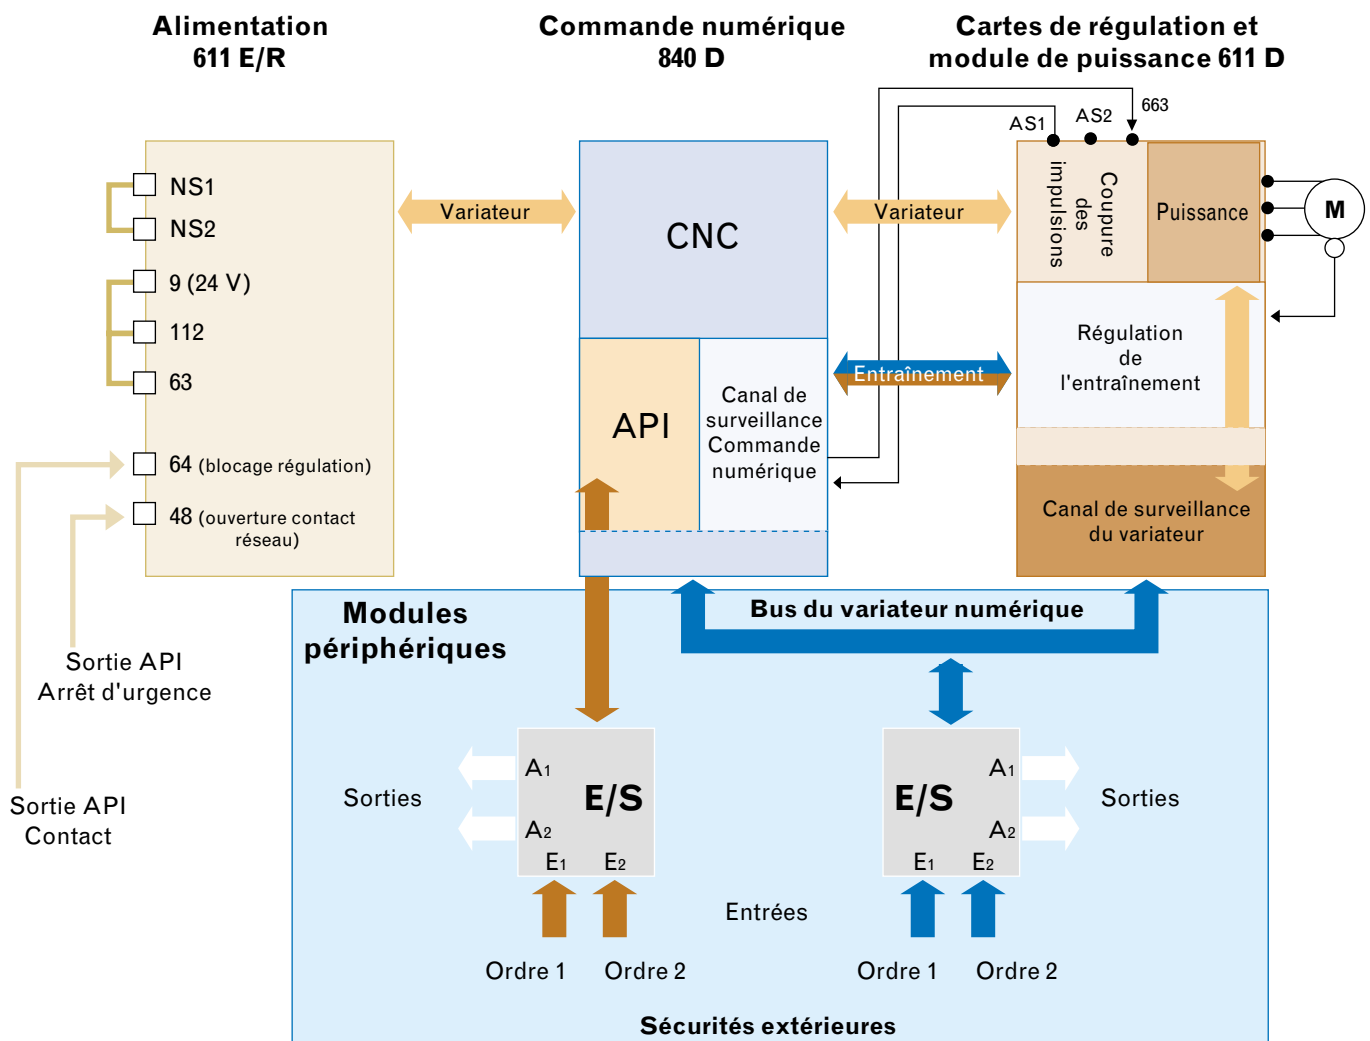 Alimentation
611 E/R
Commande numérique
840 D
Cartes de régulation et
module de puissance 611 D
AS1
AS2
663
NS1
NS2
9 (24 V)
112
63
64 (blocage régulation)
48 (ouverture contact
réseau)
Variateur
CNC
Variateur
Coupure
des
impulsions
Puissance
M
API
Canal de
surveillance
Commande
numérique
Entraînement
Régulation
de
l'entraînement
Canal de surveillance
du variateur
Sortie API
Arrêt d'urgence
Sortie API
Contact
Modules
périphériques
Bus du variateur numérique
Sorties
A1
A2
E/S
E1
E2
E/S
A1
A2
E1
E2
Sorties
Entrées
Ordre 1
Ordre 2
Ordre 1
Ordre 2
Sécurités extérieures